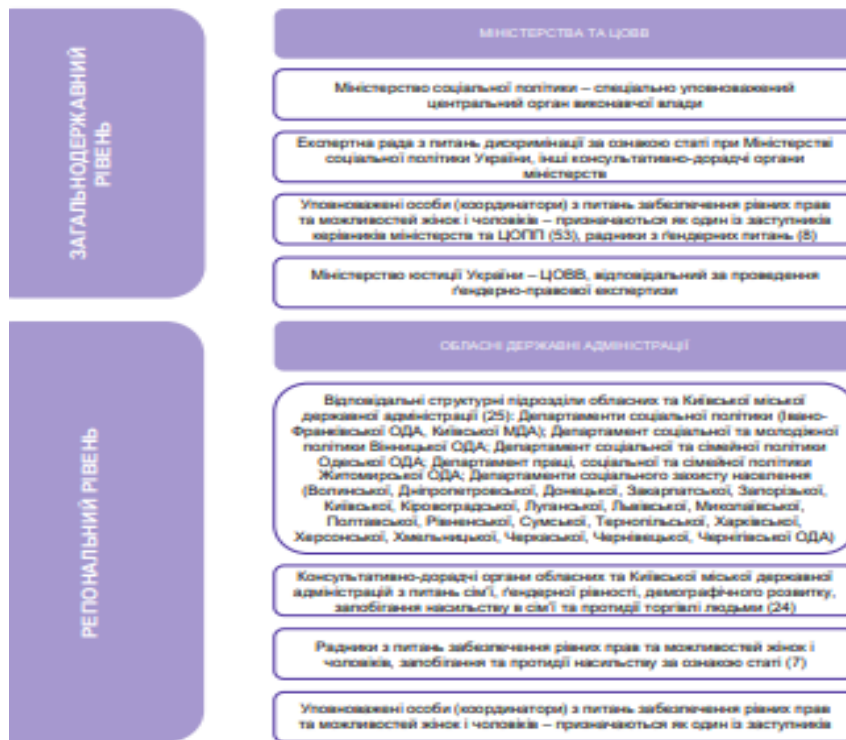 ЗАГАЛЬНОДЕРЖАВНИЙ
РІВЕНЬ
МІНІСТЕРСТВА ТА ЦОВВ
Міністерство соціальної політики – спеціально уповноважений
центральний орган виконавчої влади
Експертна рада з питань дискримінації за ознакою статі при Міністерстві
соціальної політики України, інші консультативно-дорадчі органи
міністерств
Уповноважені особи (координатори) з питань забезпечення рівних прав
та можливостей жінок і чоловіків – призначаються як один із заступників
керівників міністерств та ЦОПП (53), радники з ґендерних питань (8)
Міністерство юстиції України – ЦОВВ, відповідальний за проведення
ґендерно-правової експертизи
РЕГІОНАЛЬНИЙ РІВЕНЬ
ОБЛАСНІ ДЕРЖАВНІ АДМІНІСТРАЦІЇ
Відповідальні структурні підрозділи обласних та Київської міської
державної адміністрації (25): Департаменти соціальної політики (Івано-
Франківської ОДА, Київської МДА); Департамент соціальної та молодіжної
політики Вінницької ОДА; Департамент соціальної та сімейної політики
Одеської ОДА; Департамент праці, соціальної та сімейної політики
Житомирської ОДА; Департаменти соціального захисту населення
(Волинської, Дніпропетровської, Донецької, Закарпатської, Запорізької,
Київської, Кіровоградської, Луганської, Львівської, Миколаївської,
Полтавської, Рівненської, Сумської, Тернопільської, Харківської,
Херсонської, Хмельницької, Черкаської, Чернівецької, Чернігівської ОДА)
Консультативно-дорадчі органи обласних та Київської міської державної
адміністрацій з питань сім'ї, ґендерної рівності, демографічного розвитку,
запобігання насильству в сім'ї та протидії торгівлі людьми (24)
Радники з питань забезпечення рівних прав та можливостей жінок і
чоловіків, запобігання та протидії насильству за ознакою статі (7)
Уповноважені особи (координатори) з питань забезпечення рівних прав
та можливостей жінок і чоловіків – призначаються як один із заступників